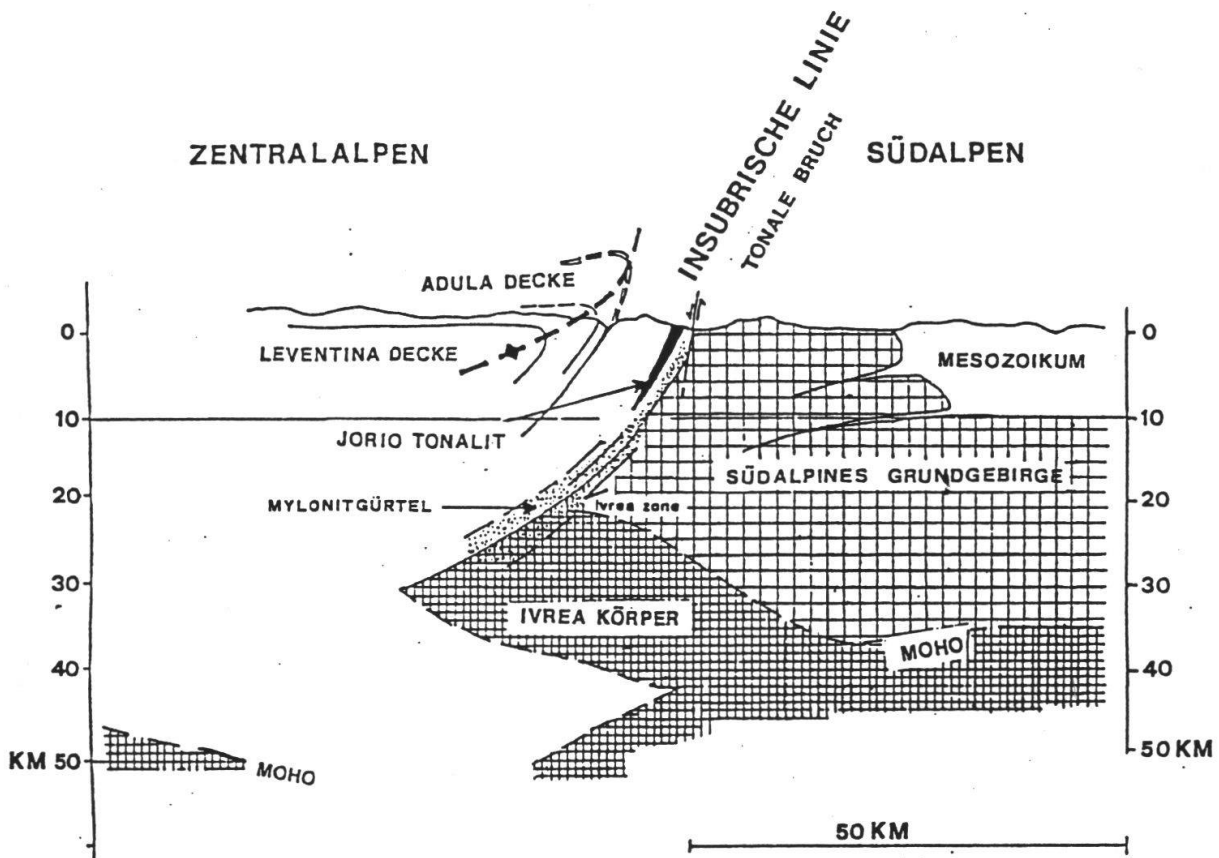 INSUBRISCHE LINIE
TONALE BRUCH
ZENTRALALPEN
SÜDALPEN
ADULA DECKE
0
0
LEVENTINA DECKE
MESOZOIKUM
10
10
JORIO TONALIT
SÜDALPINES GRUNDGEBIRGE
20
20
MYLONITGÜRTEL
Ivrea zone
30
30
IVREA KÖRPER
MOHO
40
40
KM 50
MOHO
50 KM
50 KM